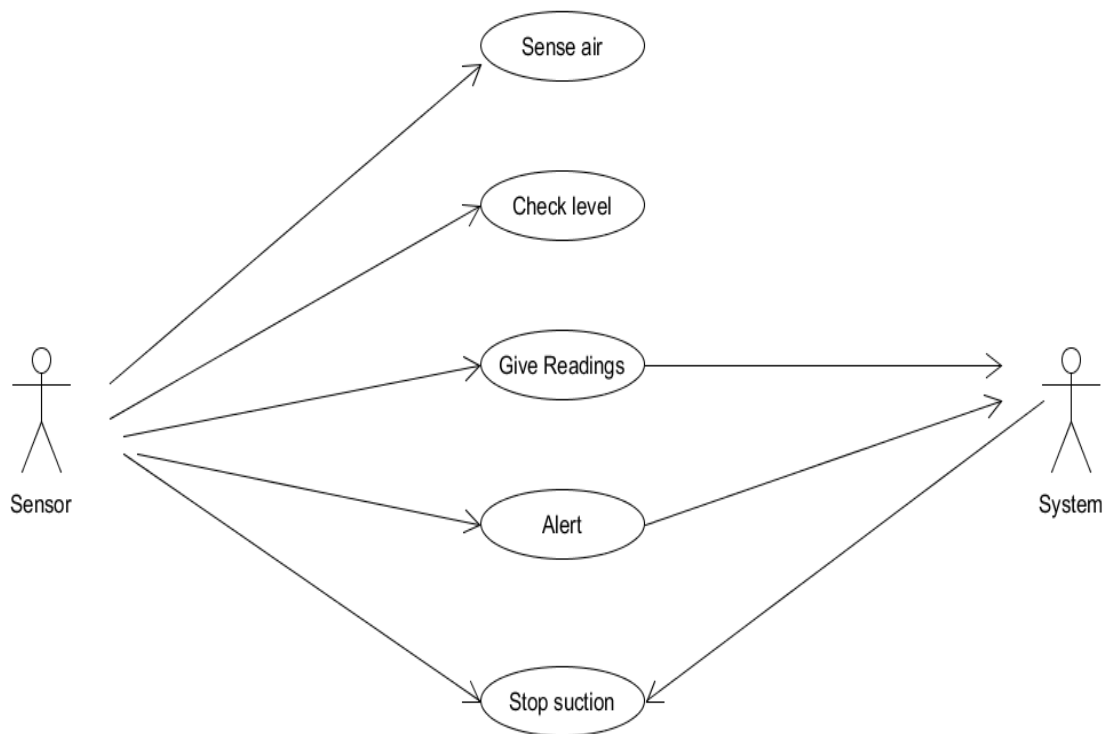 Sense air
Check level
Give Readings
Alert
Stop suction
Sensor
System